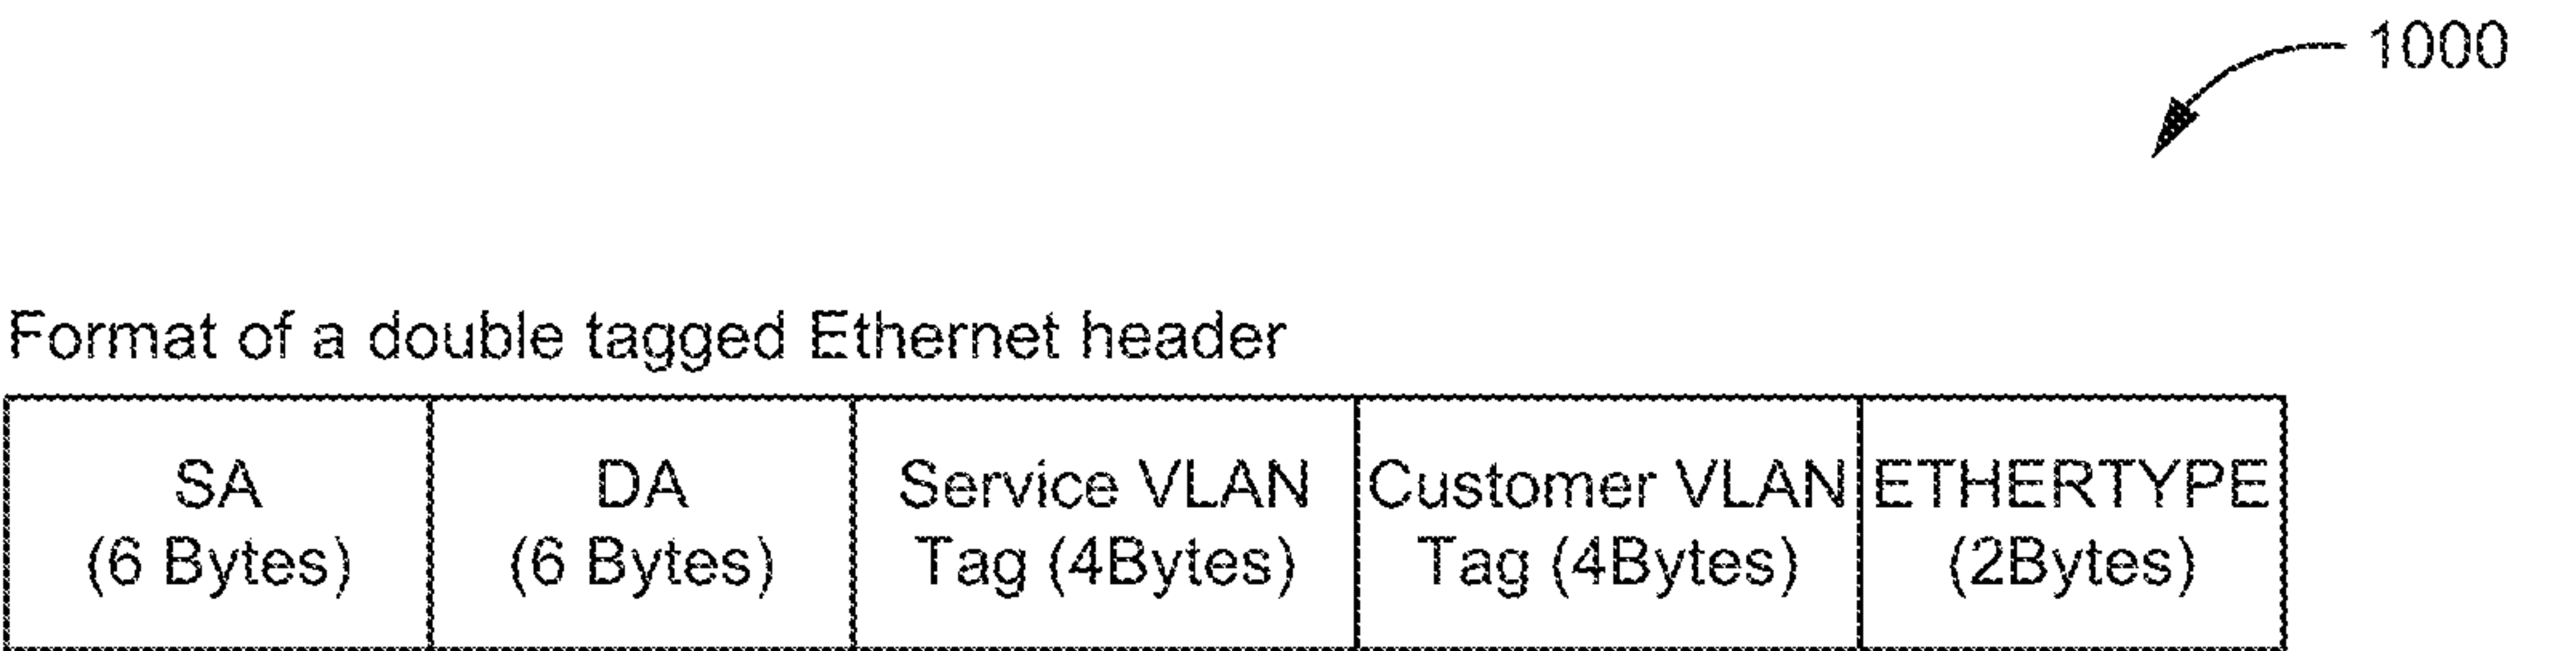 1000
Format of a double tagged Ethernet header
SA
(6 Bytes)
DA
(6 Bytes)
Service VLAN
Tag (4Bytes)
Customer VLAN
Tag (4Bytes)
ETHERTYPE
(2Bytes)